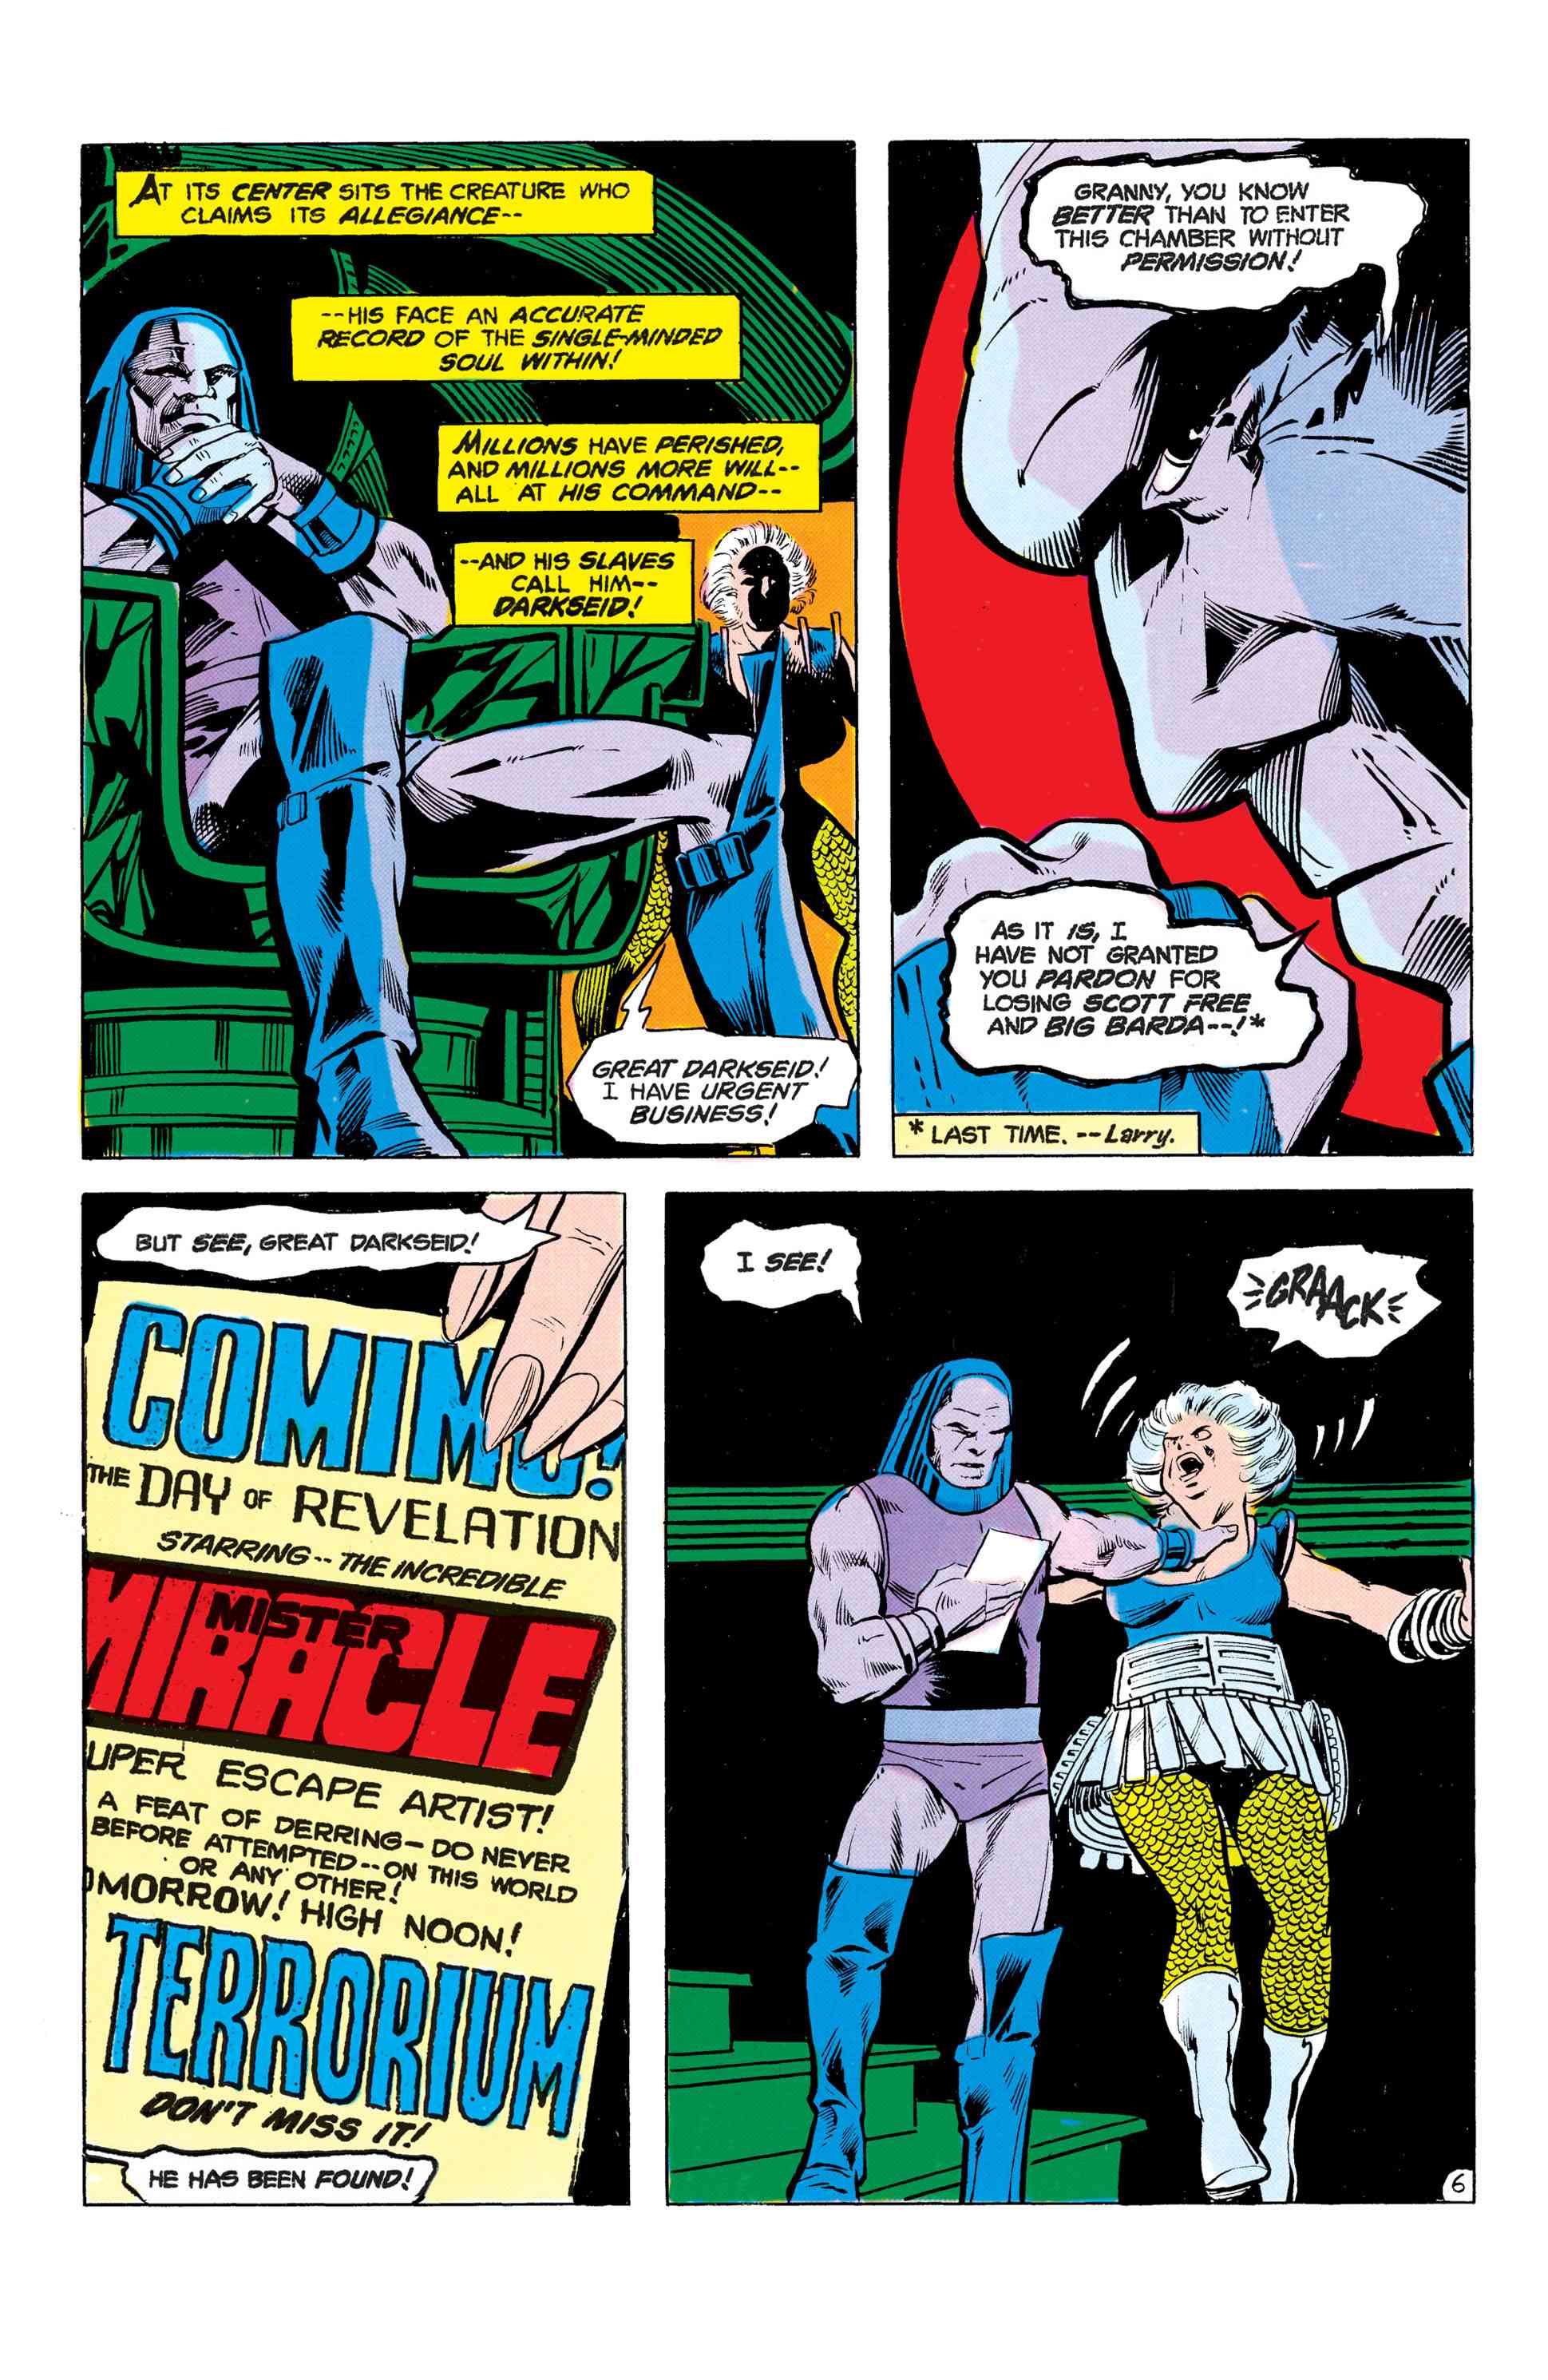 AT ITS CENTER SITS THE CREATURE WHO
CLAIMS ITS ALLEGIANCE--
--HIS FACE AN ACCURATE
RECORD OF THE SINGLE-MINDED
SOUL WITHIN!
MILLIONS HAVE PERISHED,
AND MILLIONS MORE WILL--
ALL AT HIS COMMAND--
--AND HIS SLAVES
CALL HIM--
DARKSEID!
GREAT DARKSEID!
I HAVE URGENT
BUSINESS!
GRANNY, YOU KNOW
BETTER THAN TO ENTER
THIS CHAMBER WITHOUT
PERMISSION!
AS IT IS, I
HAVE NOT GRANTED
YOU PARDON FOR
LOSING SCOTT FREE
AND BIG BARDA--!*
* LAST TIME. --Larry.
BUT SEE, GREAT DARKSEID!
COMING!
THE DAY OF REVELATION
STARRING-- THE INCREDIBLE
MISTER
MIRACLE
UPER ESCAPE ARTIST!
A FEAT OF DERRING-DO NEVER
BEFORE ATTEMPTED--ON THIS WORLD
OR ANY OTHER!
OMORROW! HIGH NOON!
TERRORIUM
DON'T MISS IT!
HE HAS BEEN FOUND!
I SEE!
GRAACK
6